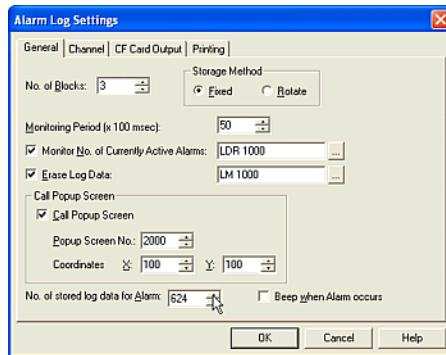 Alarm Log Settings
General Channel CF Card Output Printing
Storage Method
No. of Blocks: 3 Fixed Rotate
Monitoring Period (x 100 msec): 50
Monitor No. of Currently Active Alarms: LDR 1000 ...
Erase Log Data: LM 1000 ...
Call Popup Screen
Call Popup Screen
Popup Screen No.: 2000
Coordinates X: 100 Y: 100
No. of stored log data for Alarm: 624 Beep when Alarm occurs
OK Cancel Help